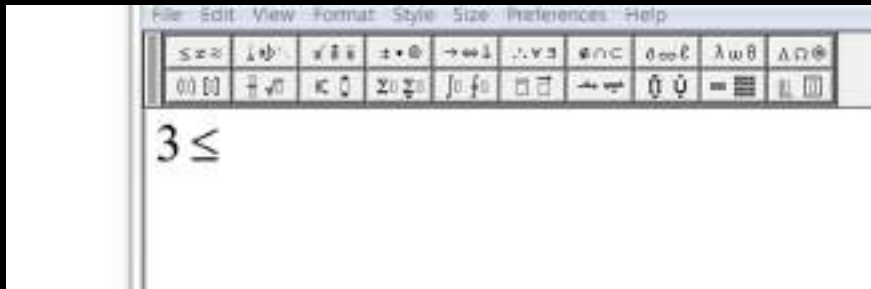 File Edit View Format Style Size Preferences Help
≤ ≠ ≈ ± • ⊗ → ⇔ ↓ ∴ ∀ ∃ ∉ ∩ ⊂ ∂ ∞ ℓ λ ω θ Λ Ω ⊛
3 ≤